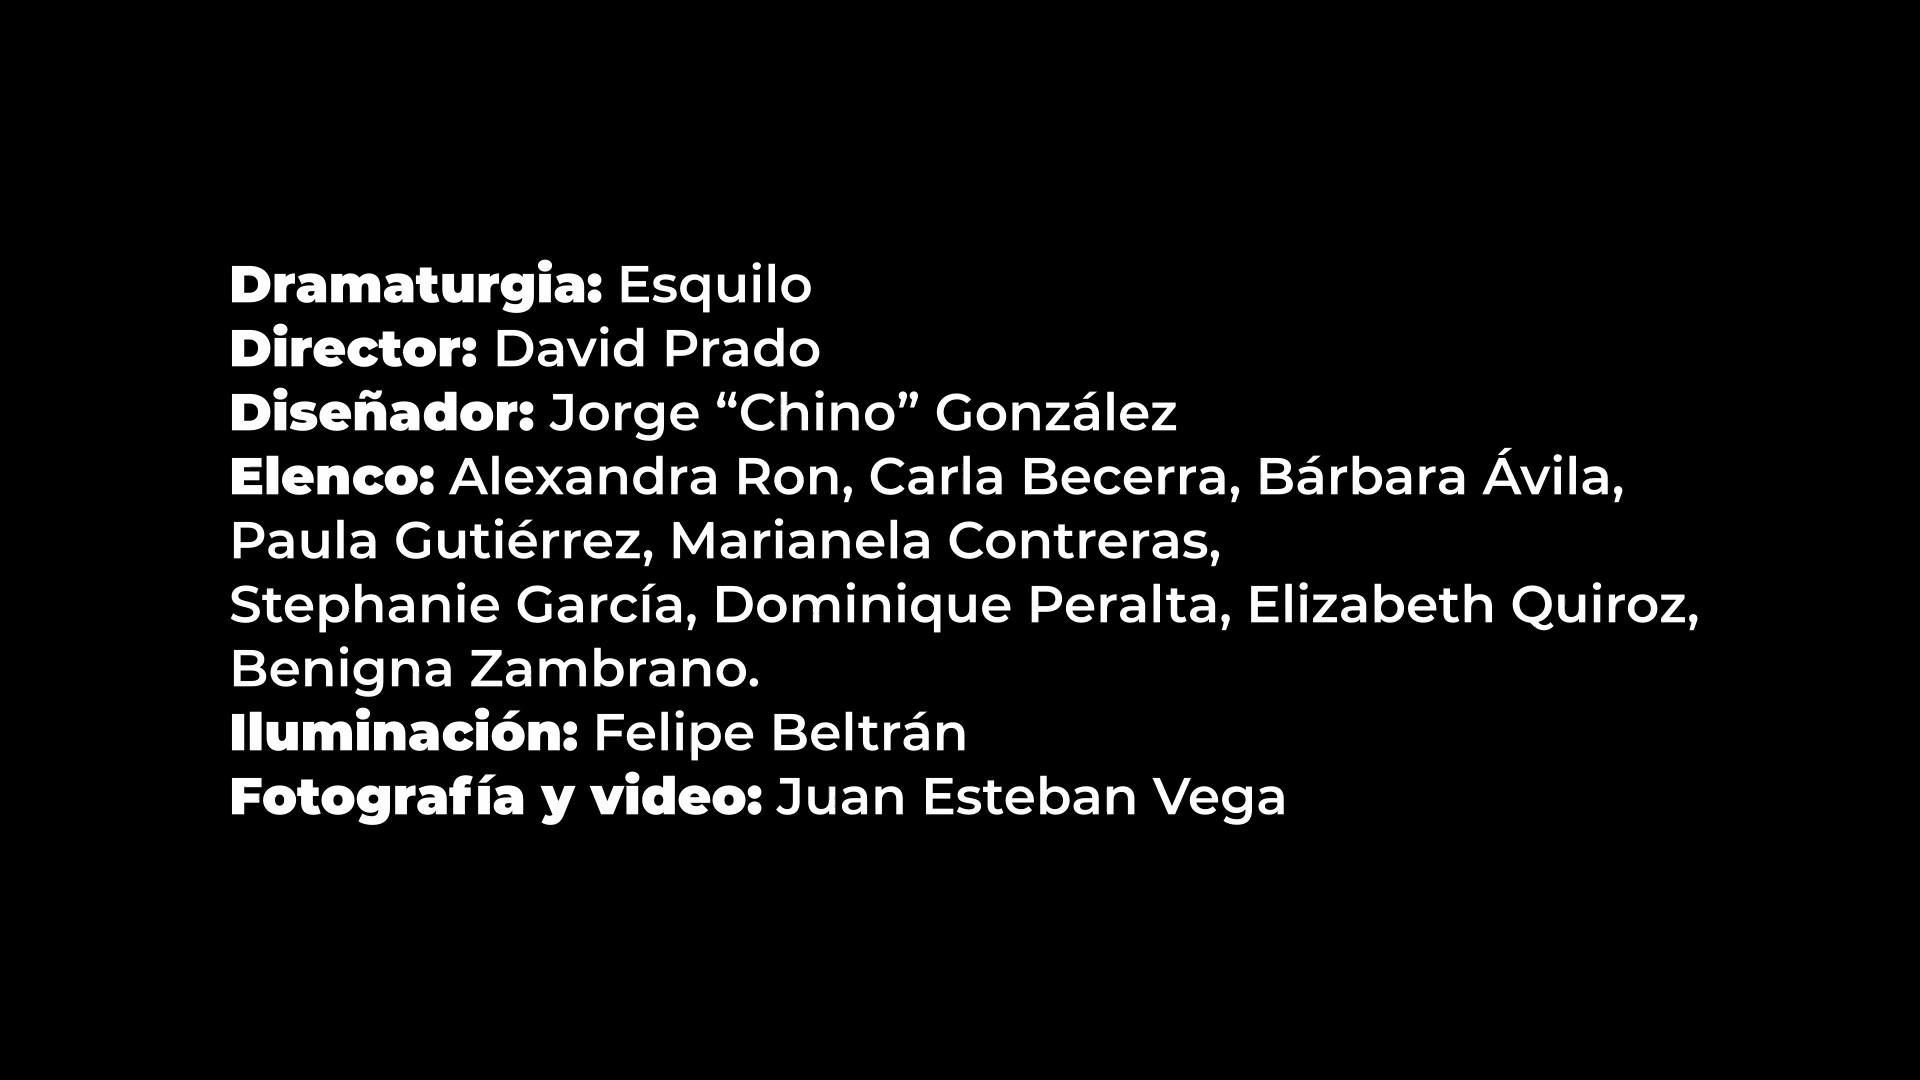 Dramaturgia: Esquilo
Director: David Prado
Diseñador: Jorge “Chino” González
Elenco: Alexandra Ron, Carla Becerra, Bárbara Ávila,
Paula Gutiérrez, Marianela Contreras,
Stephanie García, Dominique Peralta, Elizabeth Quiroz,
Benigna Zambrano.
Iluminación: Felipe Beltrán
Fotografía y video: Juan Esteban Vega